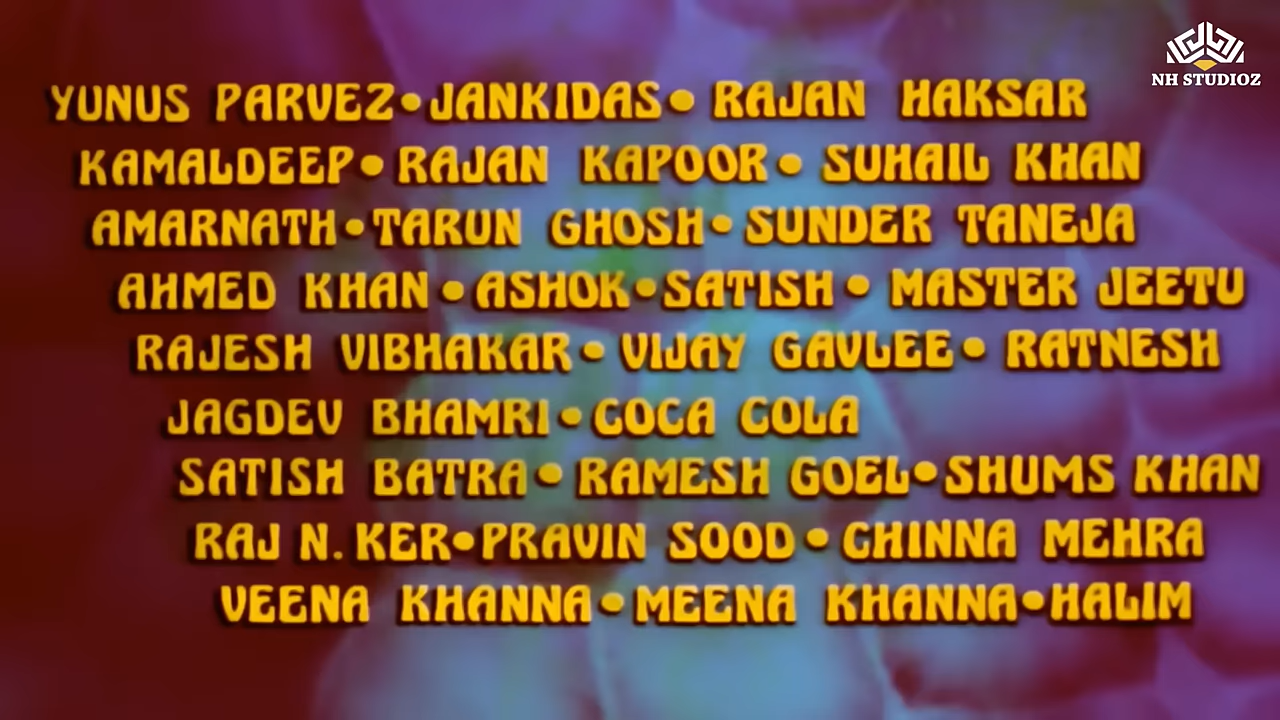 NH STUDIOZ
YUNUS PARVEZ • JANKIDAS • RAJAN HAKSAR
KAMALDEEP • RAJAN KAPOOR • SUHAIL KHAN
AMARNATH • TARUN GHOSH • SUNDER TANEJA
AHMED KHAN • ASHOK • SATISH • MASTER JEETU
RAJESH VIBHAKAR • VIJAY GAVLEE • RATNESH
JAGDEV BHAMRI • COCA COLA
SATISH BATRA • RAMESH GOEL • SHUMS KHAN
RAJ N. KER • PRAVIN SOOD • CHINNA MEHRA
VEENA KHANNA • MEENA KHANNA • HALIM